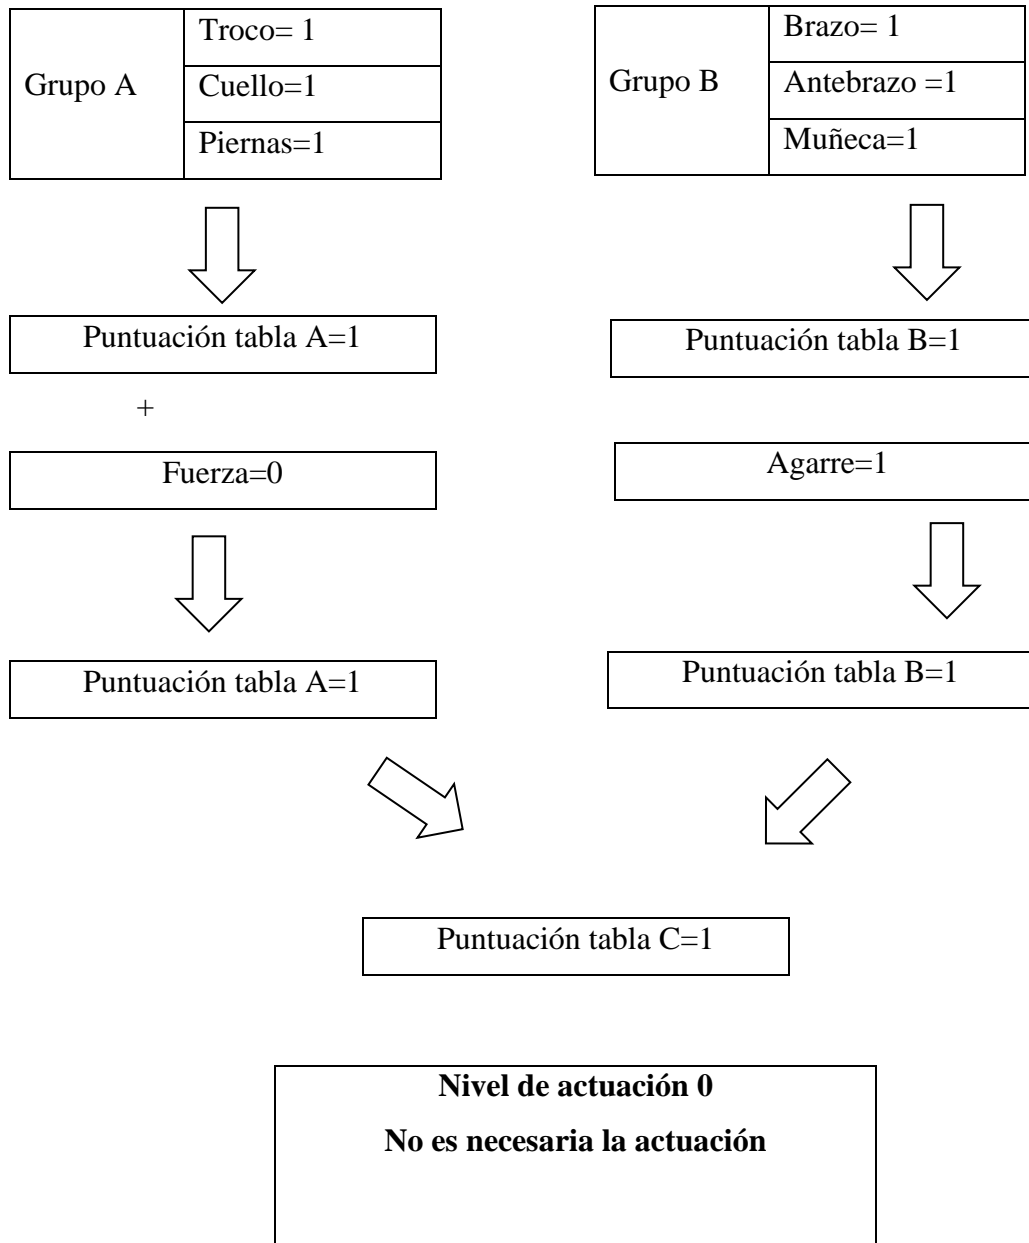 Grupo A
Troco= 1
Cuello=1
Piernas=1
Grupo B
Brazo= 1
Antebrazo =1
Muñeca=1
Puntuación tabla A=1
Puntuación tabla B=1
+
Fuerza=0
Agarre=1
Puntuación tabla A=1
Puntuación tabla B=1
Puntuación tabla C=1
Nivel de actuación 0
No es necesaria la actuación